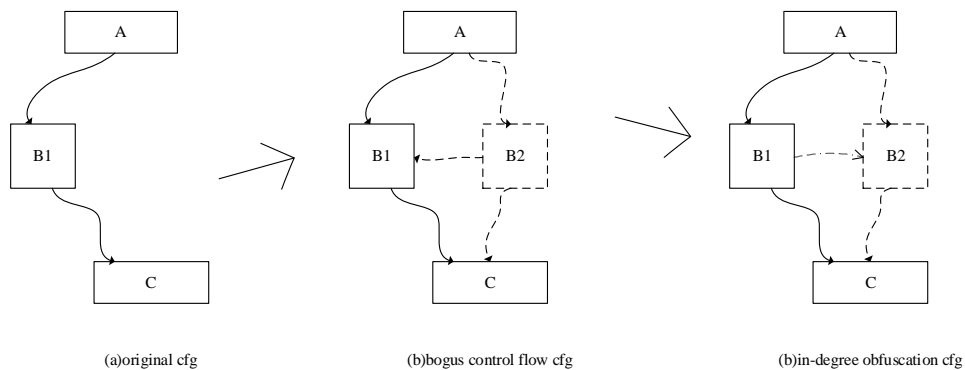 A
A
A
B1
B1
B2
B1
B2
C
C
C
(a)original cfg
(b)bogus control flow cfg
(b)in-degree obfuscation cfg